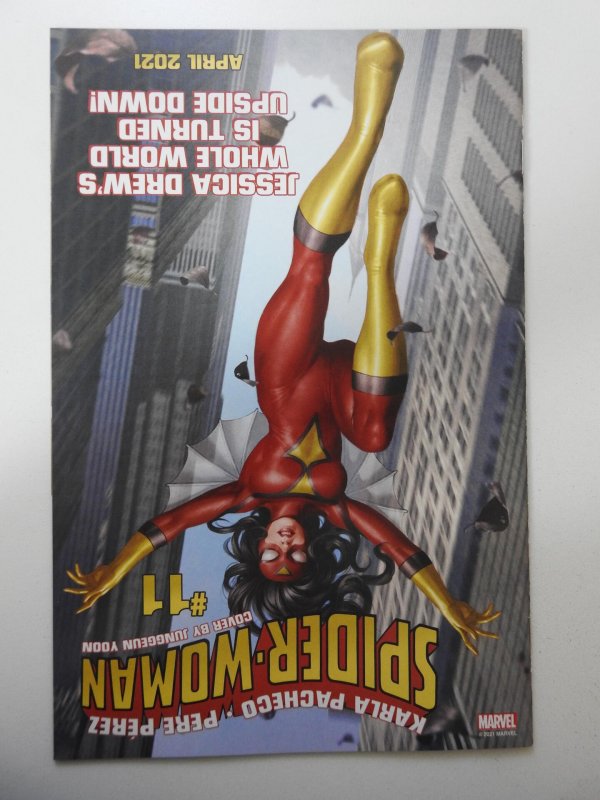 KARLA PACHECO • PERE PÉREZ
SPIDER-WOMAN
COVER BY JUNGGEUN YOON
#11
JESSICA DREW'S
WHOLE WORLD
IS TURNED
UPSIDE DOWN!
APRIL 2021
MARVEL
© 2021 MARVEL